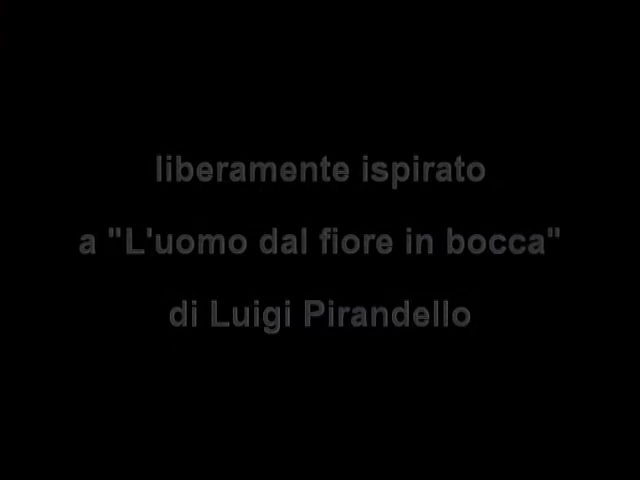 liberamente ispirato
a "L'uomo dal fiore in bocca"
di Luigi Pirandello